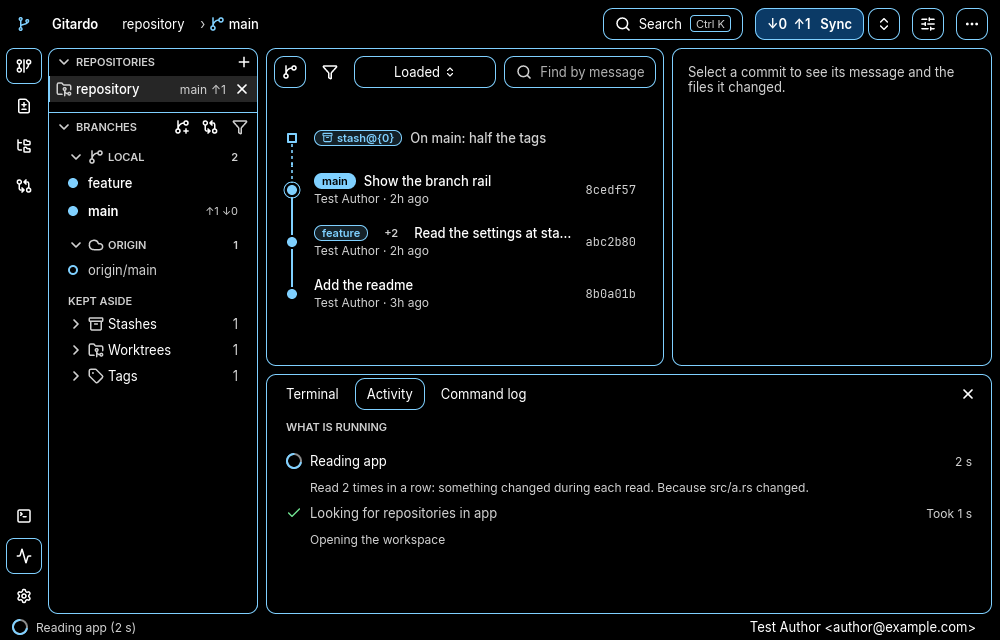 Gitardo repository › main Search Ctrl K ↓0 ↑1 Sync
REPOSITORIES
repository main ↑1
BRANCHES
LOCAL 2
feature
main ↑1 ↓0
ORIGIN 1
origin/main
KEPT ASIDE
Stashes 1
Worktrees 1
Tags 1
Loaded Find by message
stash@{0} On main: half the tags
main Show the branch rail
Test Author · 2h ago 8cedf57
feature +2 Read the settings at sta...
Test Author · 2h ago abc2b80
Add the readme
Test Author · 3h ago 8b0a01b
Select a commit to see its message and the
files it changed.
Terminal Activity Command log
WHAT IS RUNNING
Reading app 2 s
Read 2 times in a row: something changed during each read. Because src/a.rs changed.
Looking for repositories in app Took 1 s
Opening the workspace
Reading app (2 s) Test Author <author@example.com>